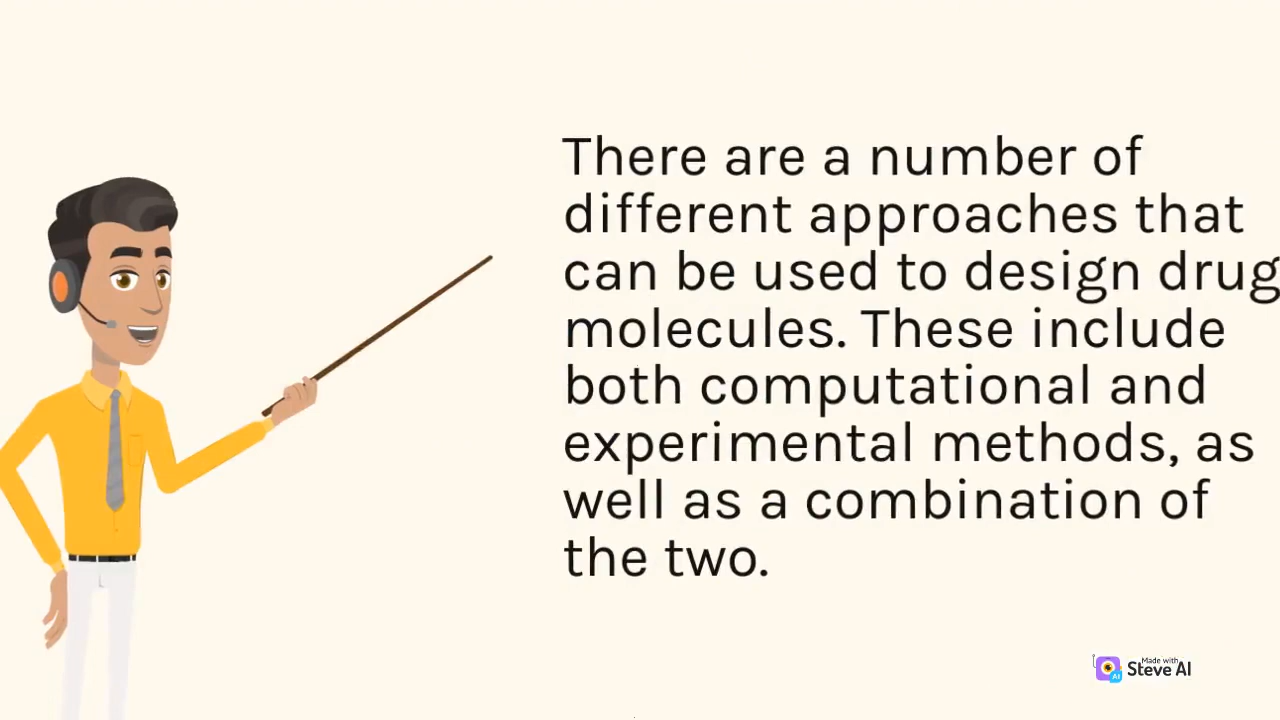 There are a number of
different approaches that
can be used to design drug
molecules. These include
both computational and
experimental methods, as
well as a combination of
the two.
Made with
AI Steve AI